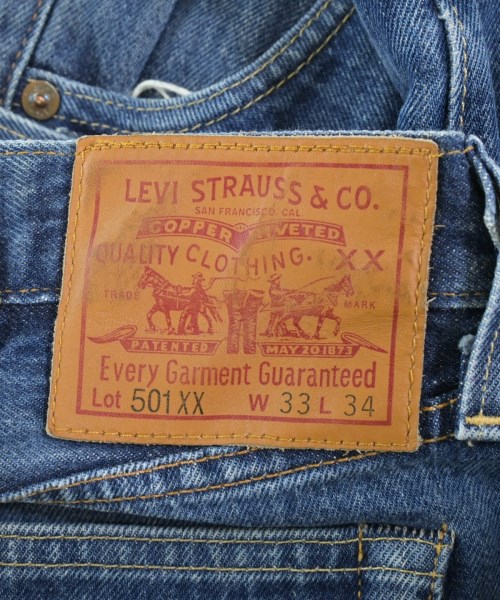 LEVI STRAUSS & CO.
SAN FRANCISCO, CAL
COPPER RIVETED
QUALITY CLOTHING. XX
TRADE MARK
PATENTED MAY 20 1873
Every Garment Guaranteed
Lot 501XX W 33 L 34